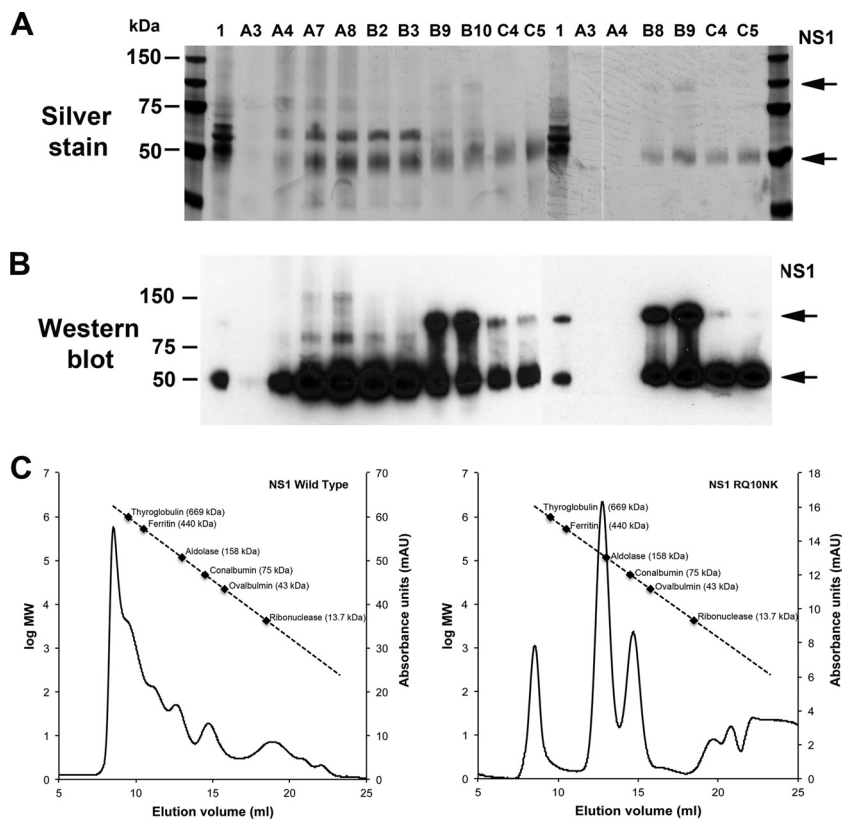 A
kDa 1 A3 A4 A7 A8 B2 B3 B9 B10 C4 C5 1 A3 A4 B8 B9 C4 C5 NS1
150
75
50
Silver
stain
B
NS1
150
75
50
Western
blot
C
NS1 Wild Type
7
6
5
4
3
2
1
0
log MW
70
60
50
40
30
20
10
0
Absorbance units (mAU)
Thyroglobulin (669 kDa)
Ferritin (440 kDa)
Aldolase (158 kDa)
Conalbumin (75 kDa)
Ovalbulmin (43 kDa)
Ribonuclease (13.7 kDa)
5 10 15 20 25
Elution volume (ml)
NS1 RQ10NK
7
6
5
4
3
2
1
0
log MW
18
16
14
12
10
8
6
4
2
0
Absorbance units (mAU)
Thyroglobulin (669 kDa)
Ferritin (440 kDa)
Aldolase (158 kDa)
Conalbumin (75 kDa)
Ovalbulmin (43 kDa)
Ribonuclease (13.7 kDa)
5 10 15 20 25
Elution volume (ml)